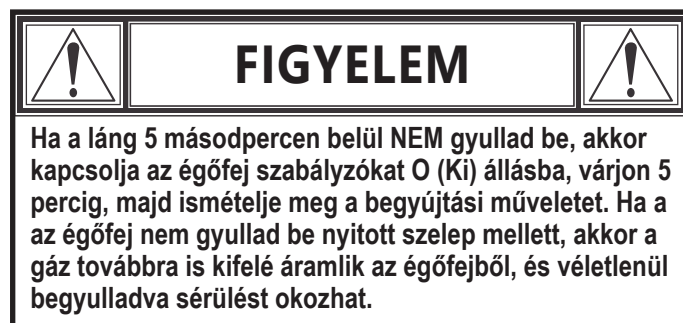 FIGYELEM
Ha a láng 5 másodpercen belül NEM gyullad be, akkor
kapcsolja az égőfej szabályzókat O (Ki) állásba, várjon 5
percig, majd ismételje meg a begyújtási műveletet. Ha a
az égőfej nem gyullad be nyitott szelep mellett, akkor a
gáz továbbra is kifelé áramlik az égőfejből, és véletlenül
begyulladva sérülést okozhat.